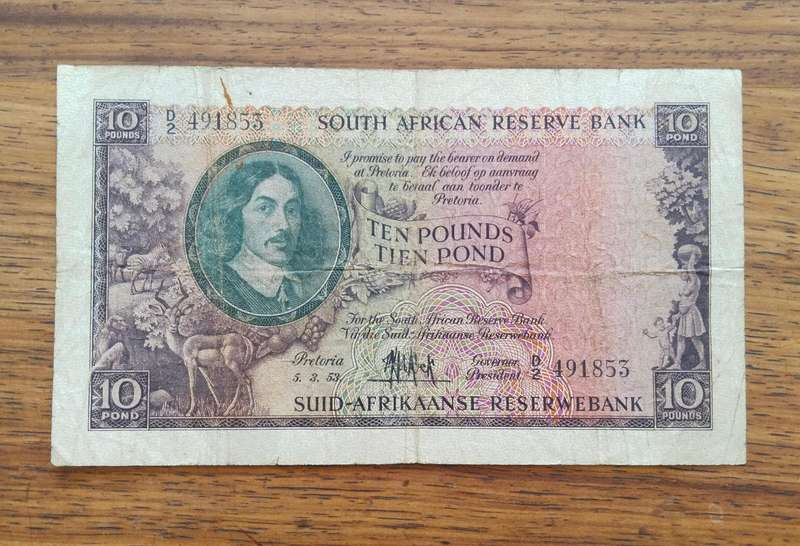 10 POUNDS
D/2 491853
SOUTH AFRICAN RESERVE BANK
10 POND
I promise to pay the bearer on demand
at Pretoria. Ek beloof op aanvraag
te betaal aan toonder te
Pretoria.
TEN POUNDS
TIEN POND
For the South African Reserve Bank
Vir die Suid-Afrikaanse Reserwebank
Pretoria
5. 3. 53.
Governor
President
D/2 491853
10 POND
SUID-AFRIKAANSE RESERWEBANK
10 POUNDS